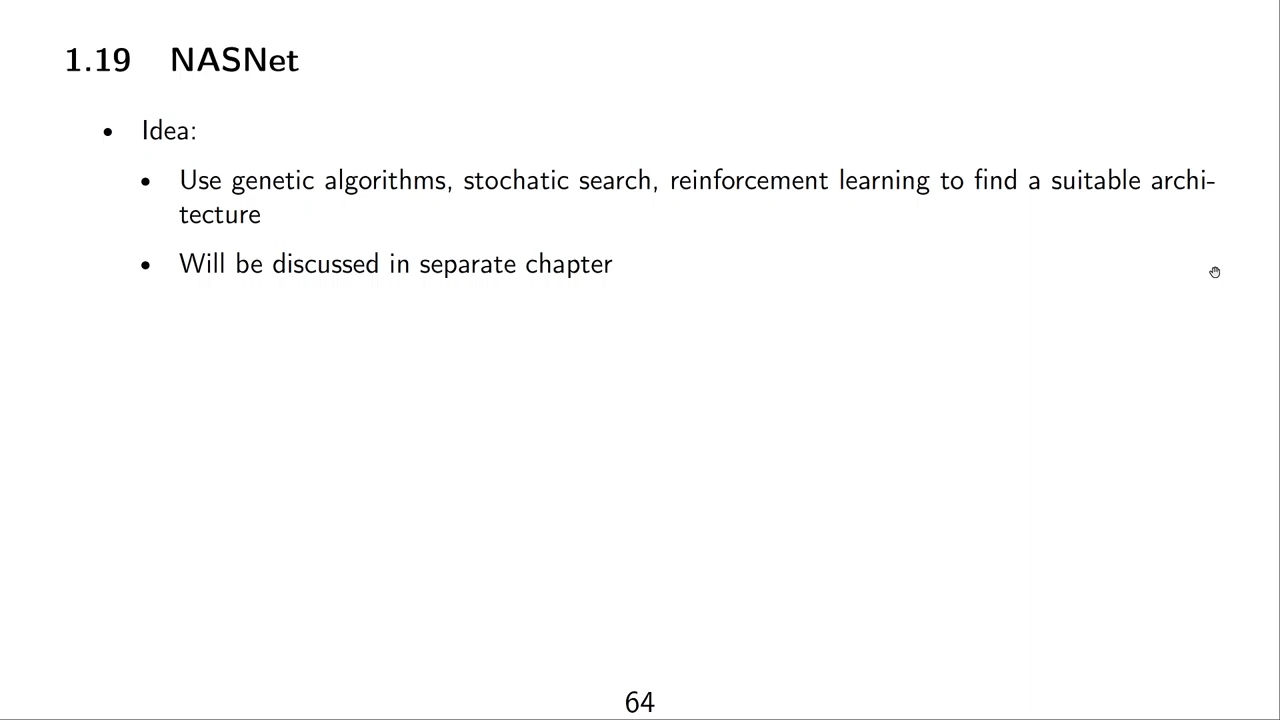 1.19 NASNet
• Idea:
• Use genetic algorithms, stochatic search, reinforcement learning to find a suitable archi-
tecture
• Will be discussed in separate chapter
64